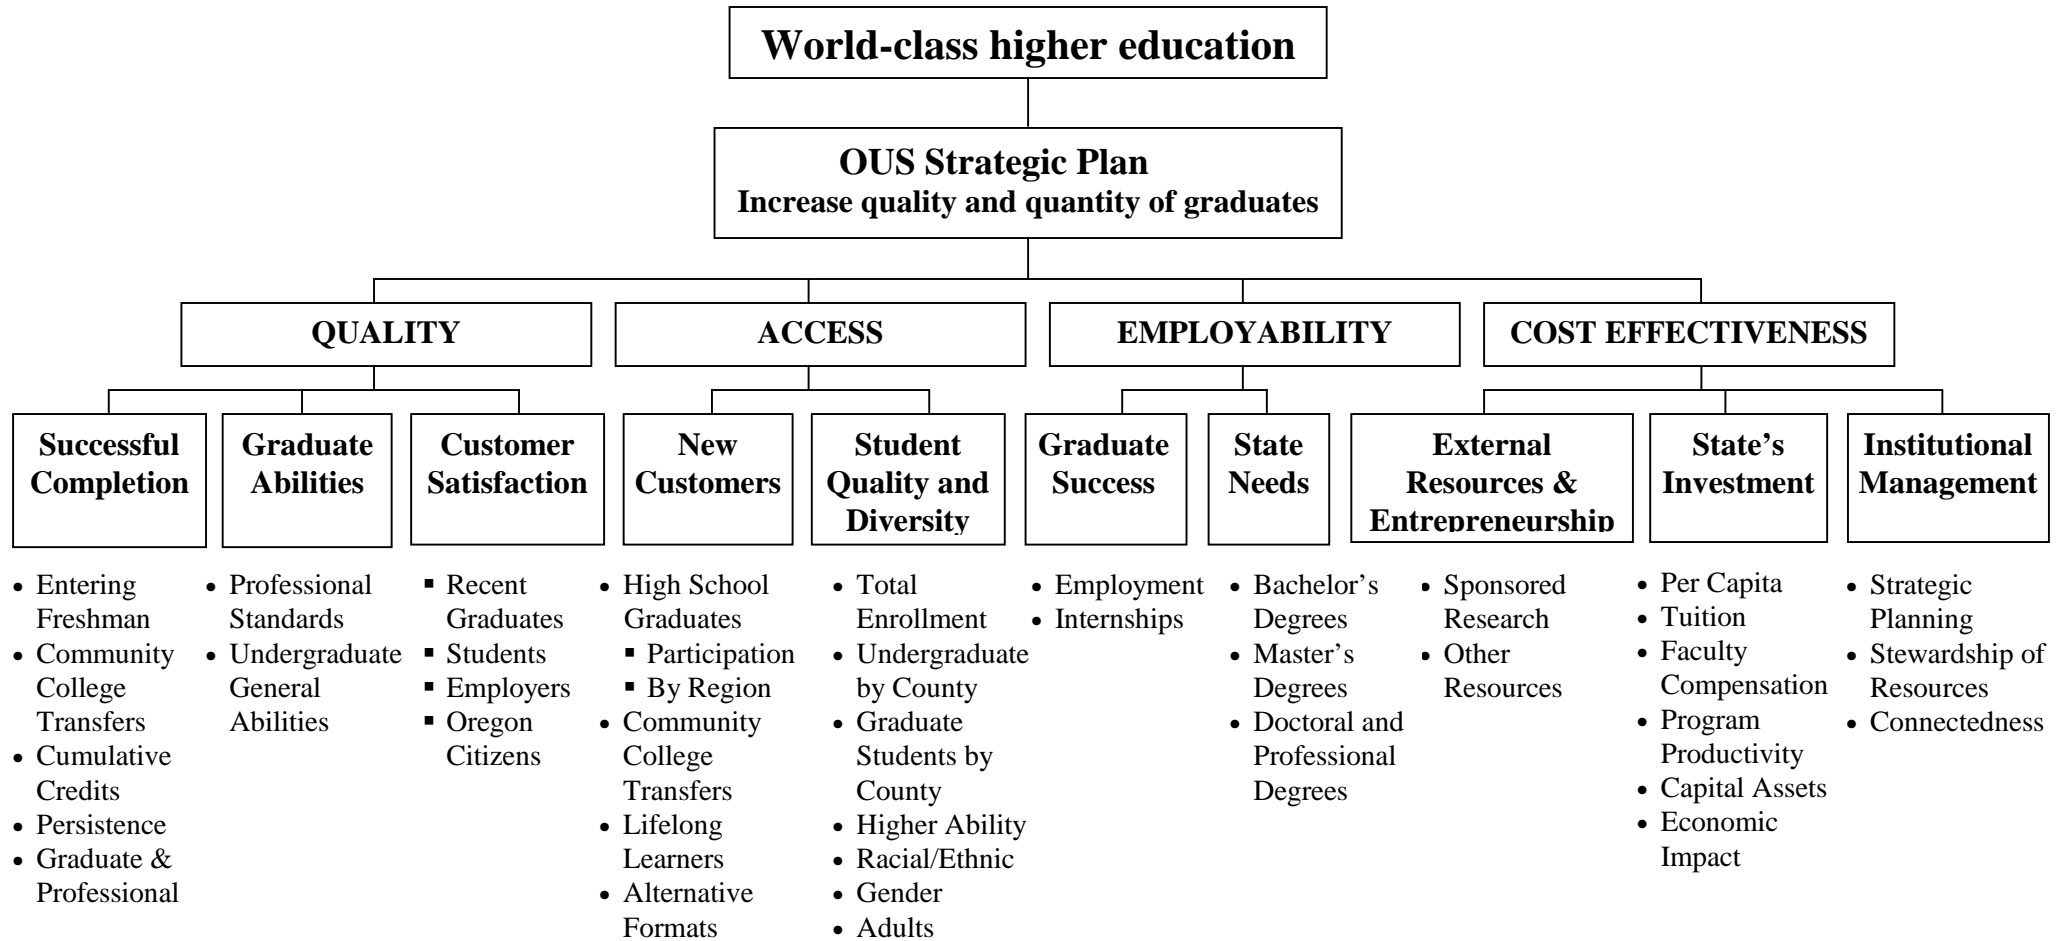 World-class higher education
OUS Strategic Plan
Increase quality and quantity of graduates
QUALITY
ACCESS
EMPLOYABILITY
COST EFFECTIVENESS
Successful
Completion
Graduate
Abilities
Customer
Satisfaction
New
Customers
Student
Quality and
Diversity
Graduate
Success
State
Needs
External
Resources &
Entrepreneurship
State’s
Investment
Institutional
Management
• Entering
Freshman
• Community
College
Transfers
• Cumulative
Credits
• Persistence
• Graduate &
Professional
• Professional
Standards
• Undergraduate
General
Abilities
▪ Recent
Graduates
▪ Students
▪ Employers
▪ Oregon
Citizens
• High School
Graduates
▪ Participation
▪ By Region
• Community
College
Transfers
• Lifelong
Learners
• Alternative
Formats
• Total
Enrollment
• Undergraduate
by County
• Graduate
Students by
County
• Higher Ability
• Racial/Ethnic
• Gender
• Adults
• Employment
• Internships
• Bachelor’s
Degrees
• Master’s
Degrees
• Doctoral and
Professional
Degrees
• Sponsored
Research
• Other
Resources
• Per Capita
• Tuition
• Faculty
Compensation
• Program
Productivity
• Capital Assets
• Economic
Impact
• Strategic
Planning
• Stewardship of
Resources
• Connectedness